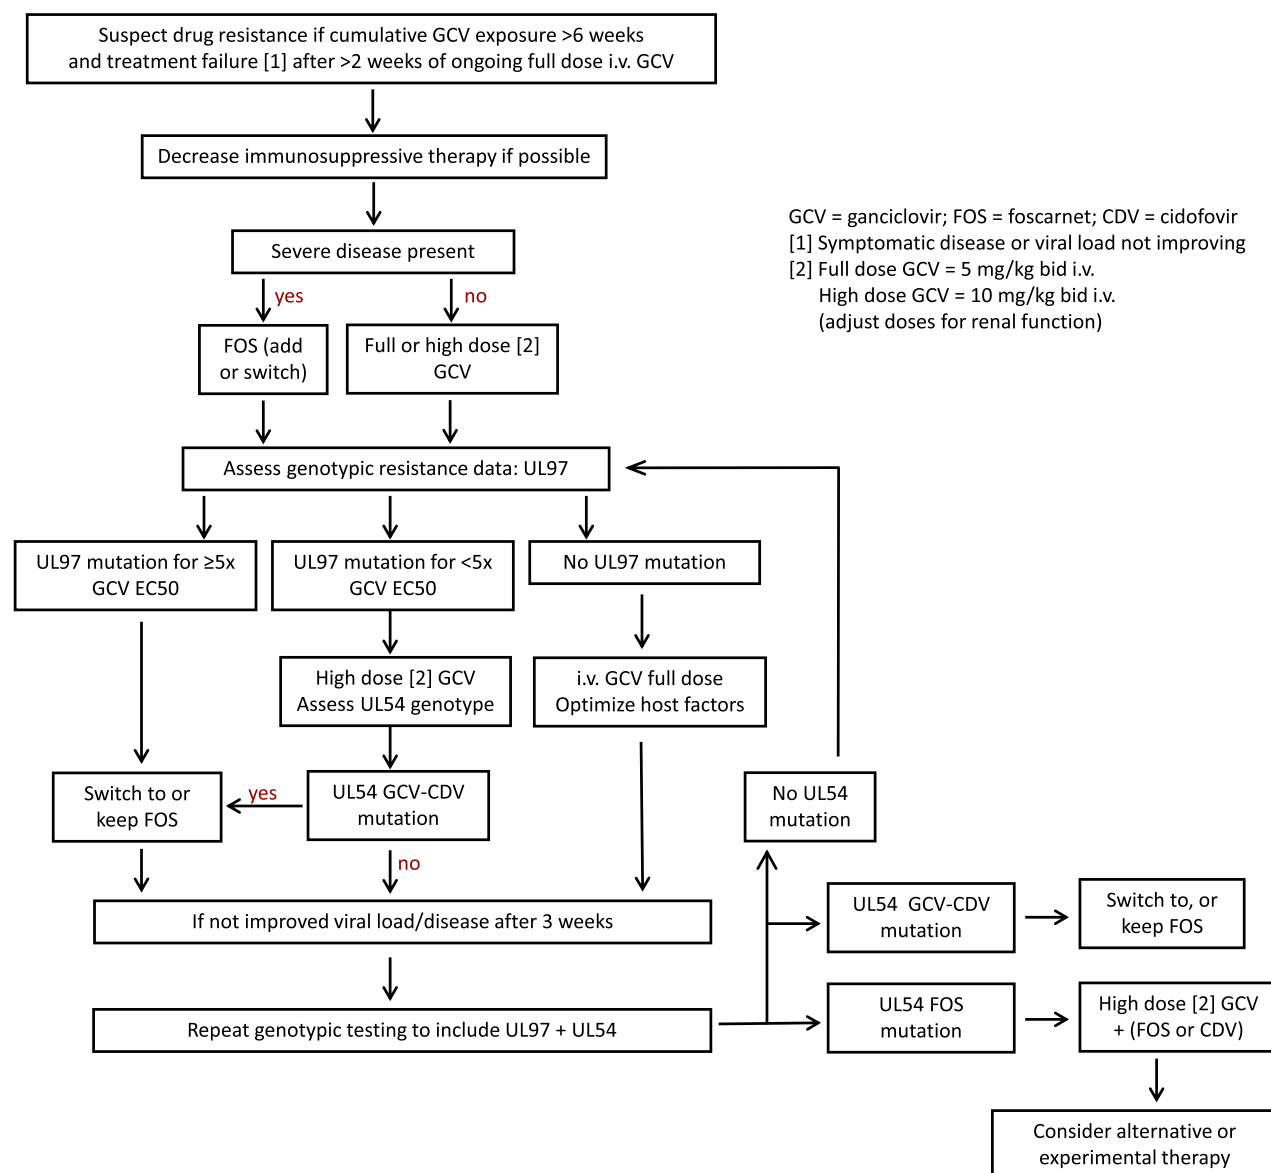 Suspect drug resistance if cumulative GCV exposure >6 weeks
and treatment failure [1] after >2 weeks of ongoing full dose i.v. GCV
Decrease immunosuppressive therapy if possible
GCV = ganciclovir; FOS = foscarnet; CDV = cidofovir
[1] Symptomatic disease or viral load not improving
[2] Full dose GCV = 5 mg/kg bid i.v.
High dose GCV = 10 mg/kg bid i.v.
(adjust doses for renal function)
Severe disease present
yes
no
FOS (add
or switch)
Full or high dose [2]
GCV
Assess genotypic resistance data: UL97
UL97 mutation for ≥5x
GCV EC50
UL97 mutation for <5x
GCV EC50
No UL97 mutation
High dose [2] GCV
Assess UL54 genotype
i.v. GCV full dose
Optimize host factors
Switch to or
keep FOS
yes
UL54 GCV-CDV
mutation
no
No UL54
mutation
If not improved viral load/disease after 3 weeks
UL54 GCV-CDV
mutation
Switch to, or
keep FOS
Repeat genotypic testing to include UL97 + UL54
UL54 FOS
mutation
High dose [2] GCV
+ (FOS or CDV)
Consider alternative or
experimental therapy